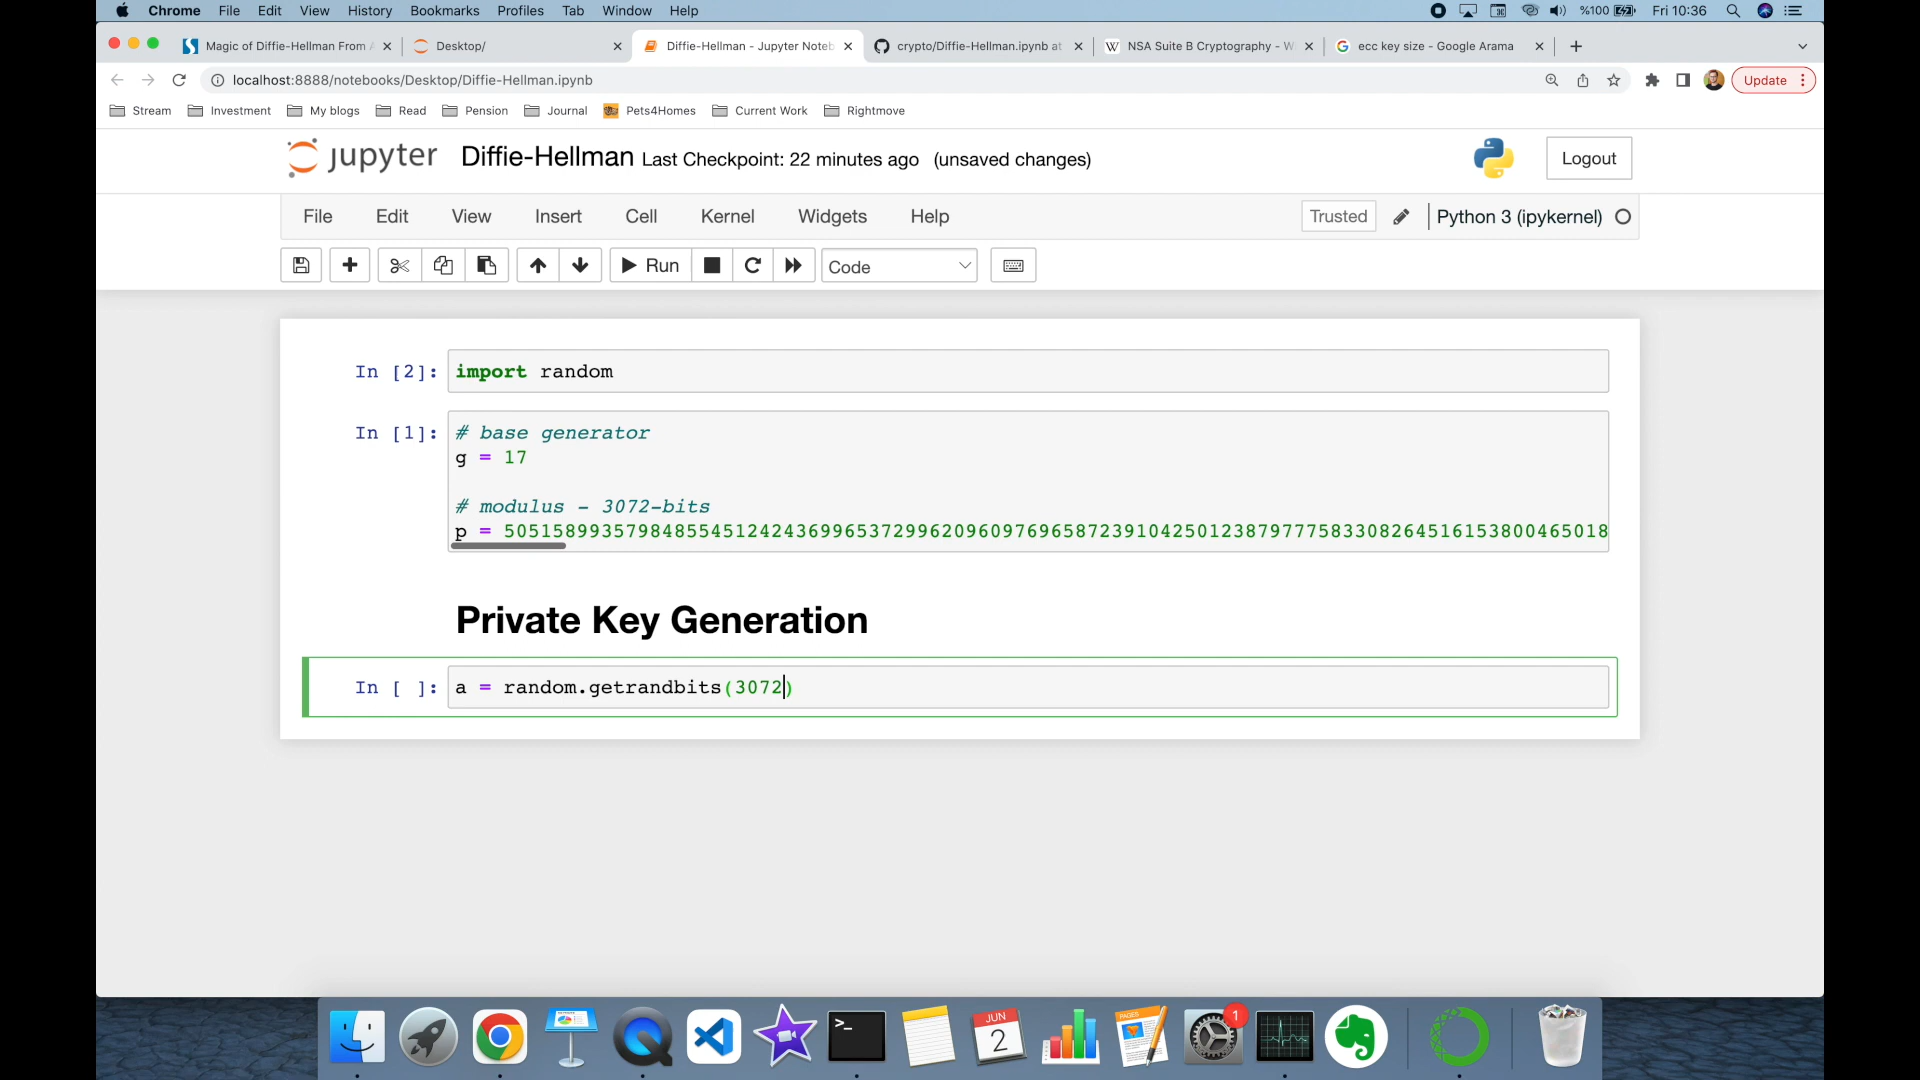 Chrome File Edit View History Bookmarks Profiles Tab Window Help %100 Fri 10:36
Magic of Diffie-Hellman From Desktop/ Diffie-Hellman - Jupyter Noteb crypto/Diffie-Hellman.ipynb at NSA Suite B Cryptography - W ecc key size - Google Arama
localhost:8888/notebooks/Desktop/Diffie-Hellman.ipynb Update
Stream Investment My blogs Read Pension Journal Pets4Homes Current Work Rightmove
jupyter Diffie-Hellman Last Checkpoint: 22 minutes ago (unsaved changes) Logout
File Edit View Insert Cell Kernel Widgets Help Trusted Python 3 (ipykernel)
Run Code
In [2]: import random
In [1]: # base generator
g = 17
# modulus - 3072-bits
p = 5051589935798485545124243699653729962096097696587239104250123879777583308264516153800465018
Private Key Generation
In [ ]: a = random.getrandbits(3072)
JUN
2
PAGES
1